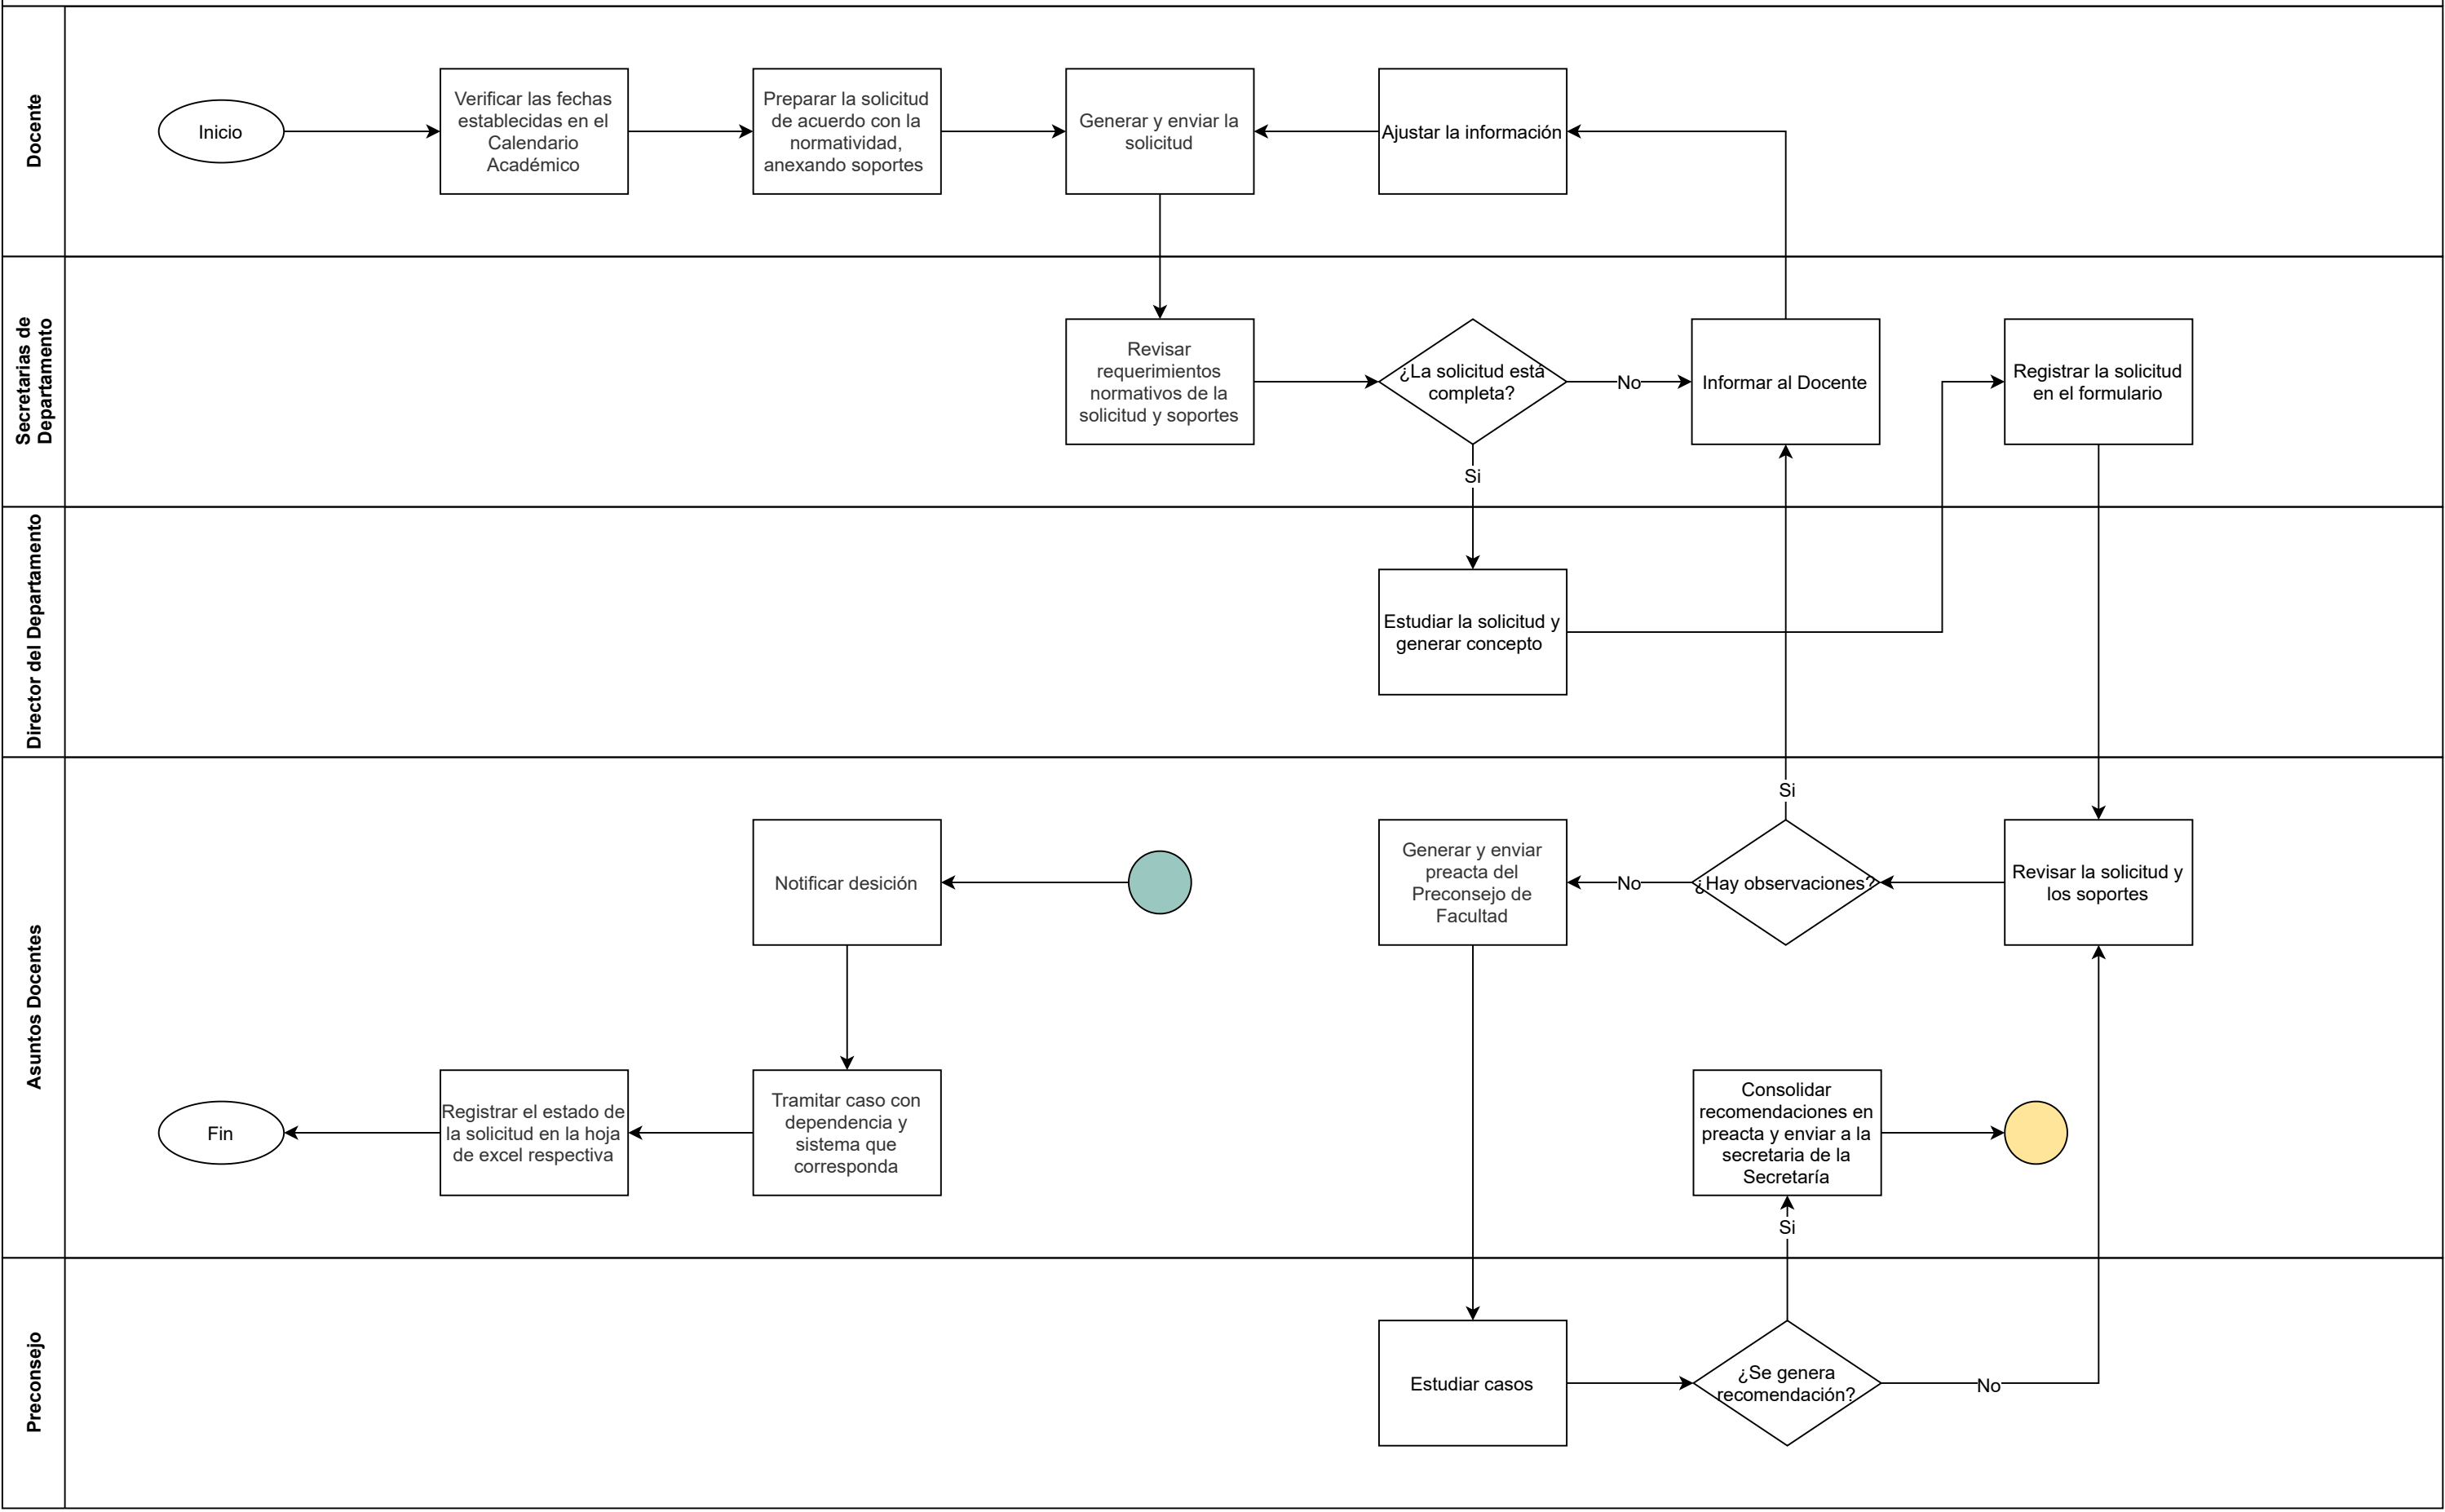 Docente
Inicio
Verificar las fechas
establecidas en el
Calendario
Académico
Preparar la solicitud
de acuerdo con la
normatividad,
anexando soportes
Generar y enviar la
solicitud
Ajustar la información
Secretarias de
Departamento
Revisar
requerimientos
normativos de la
solicitud y soportes
¿La solicitud está
completa?
No
Informar al Docente
Registrar la solicitud
en el formulario
Si
Director del Departamento
Estudiar la solicitud y
generar concepto
Asuntos Docentes
Si
Notificar desición
Generar y enviar
preacta del
Preconsejo de
Facultad
No
¿Hay observaciones?
Revisar la solicitud y
los soportes
Fin
Registrar el estado de
la solicitud en la hoja
de excel respectiva
Tramitar caso con
dependencia y
sistema que
corresponda
Consolidar
recomendaciones en
preacta y enviar a la
secretaria de la
Secretaría
Si
Preconsejo
Estudiar casos
¿Se genera
recomendación?
No